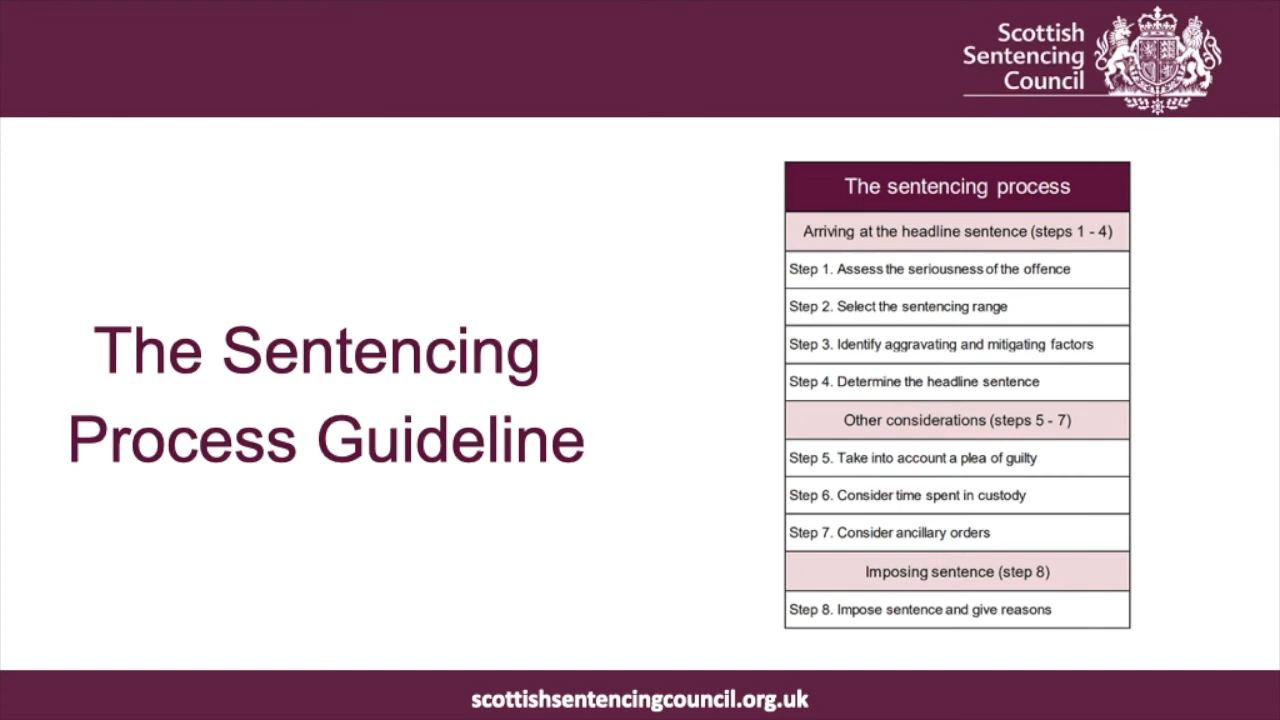 Scottish
Sentencing
Council
The Sentencing
Process Guideline
The sentencing process
Arriving at the headline sentence (steps 1 - 4)
Step 1. Assess the seriousness of the offence
Step 2. Select the sentencing range
Step 3. Identify aggravating and mitigating factors
Step 4. Determine the headline sentence
Other considerations (steps 5 - 7)
Step 5. Take into account a plea of guilty
Step 6. Consider time spent in custody
Step 7. Consider ancillary orders
Imposing sentence (step 8)
Step 8. Impose sentence and give reasons
scottishsentencingcouncil.org.uk